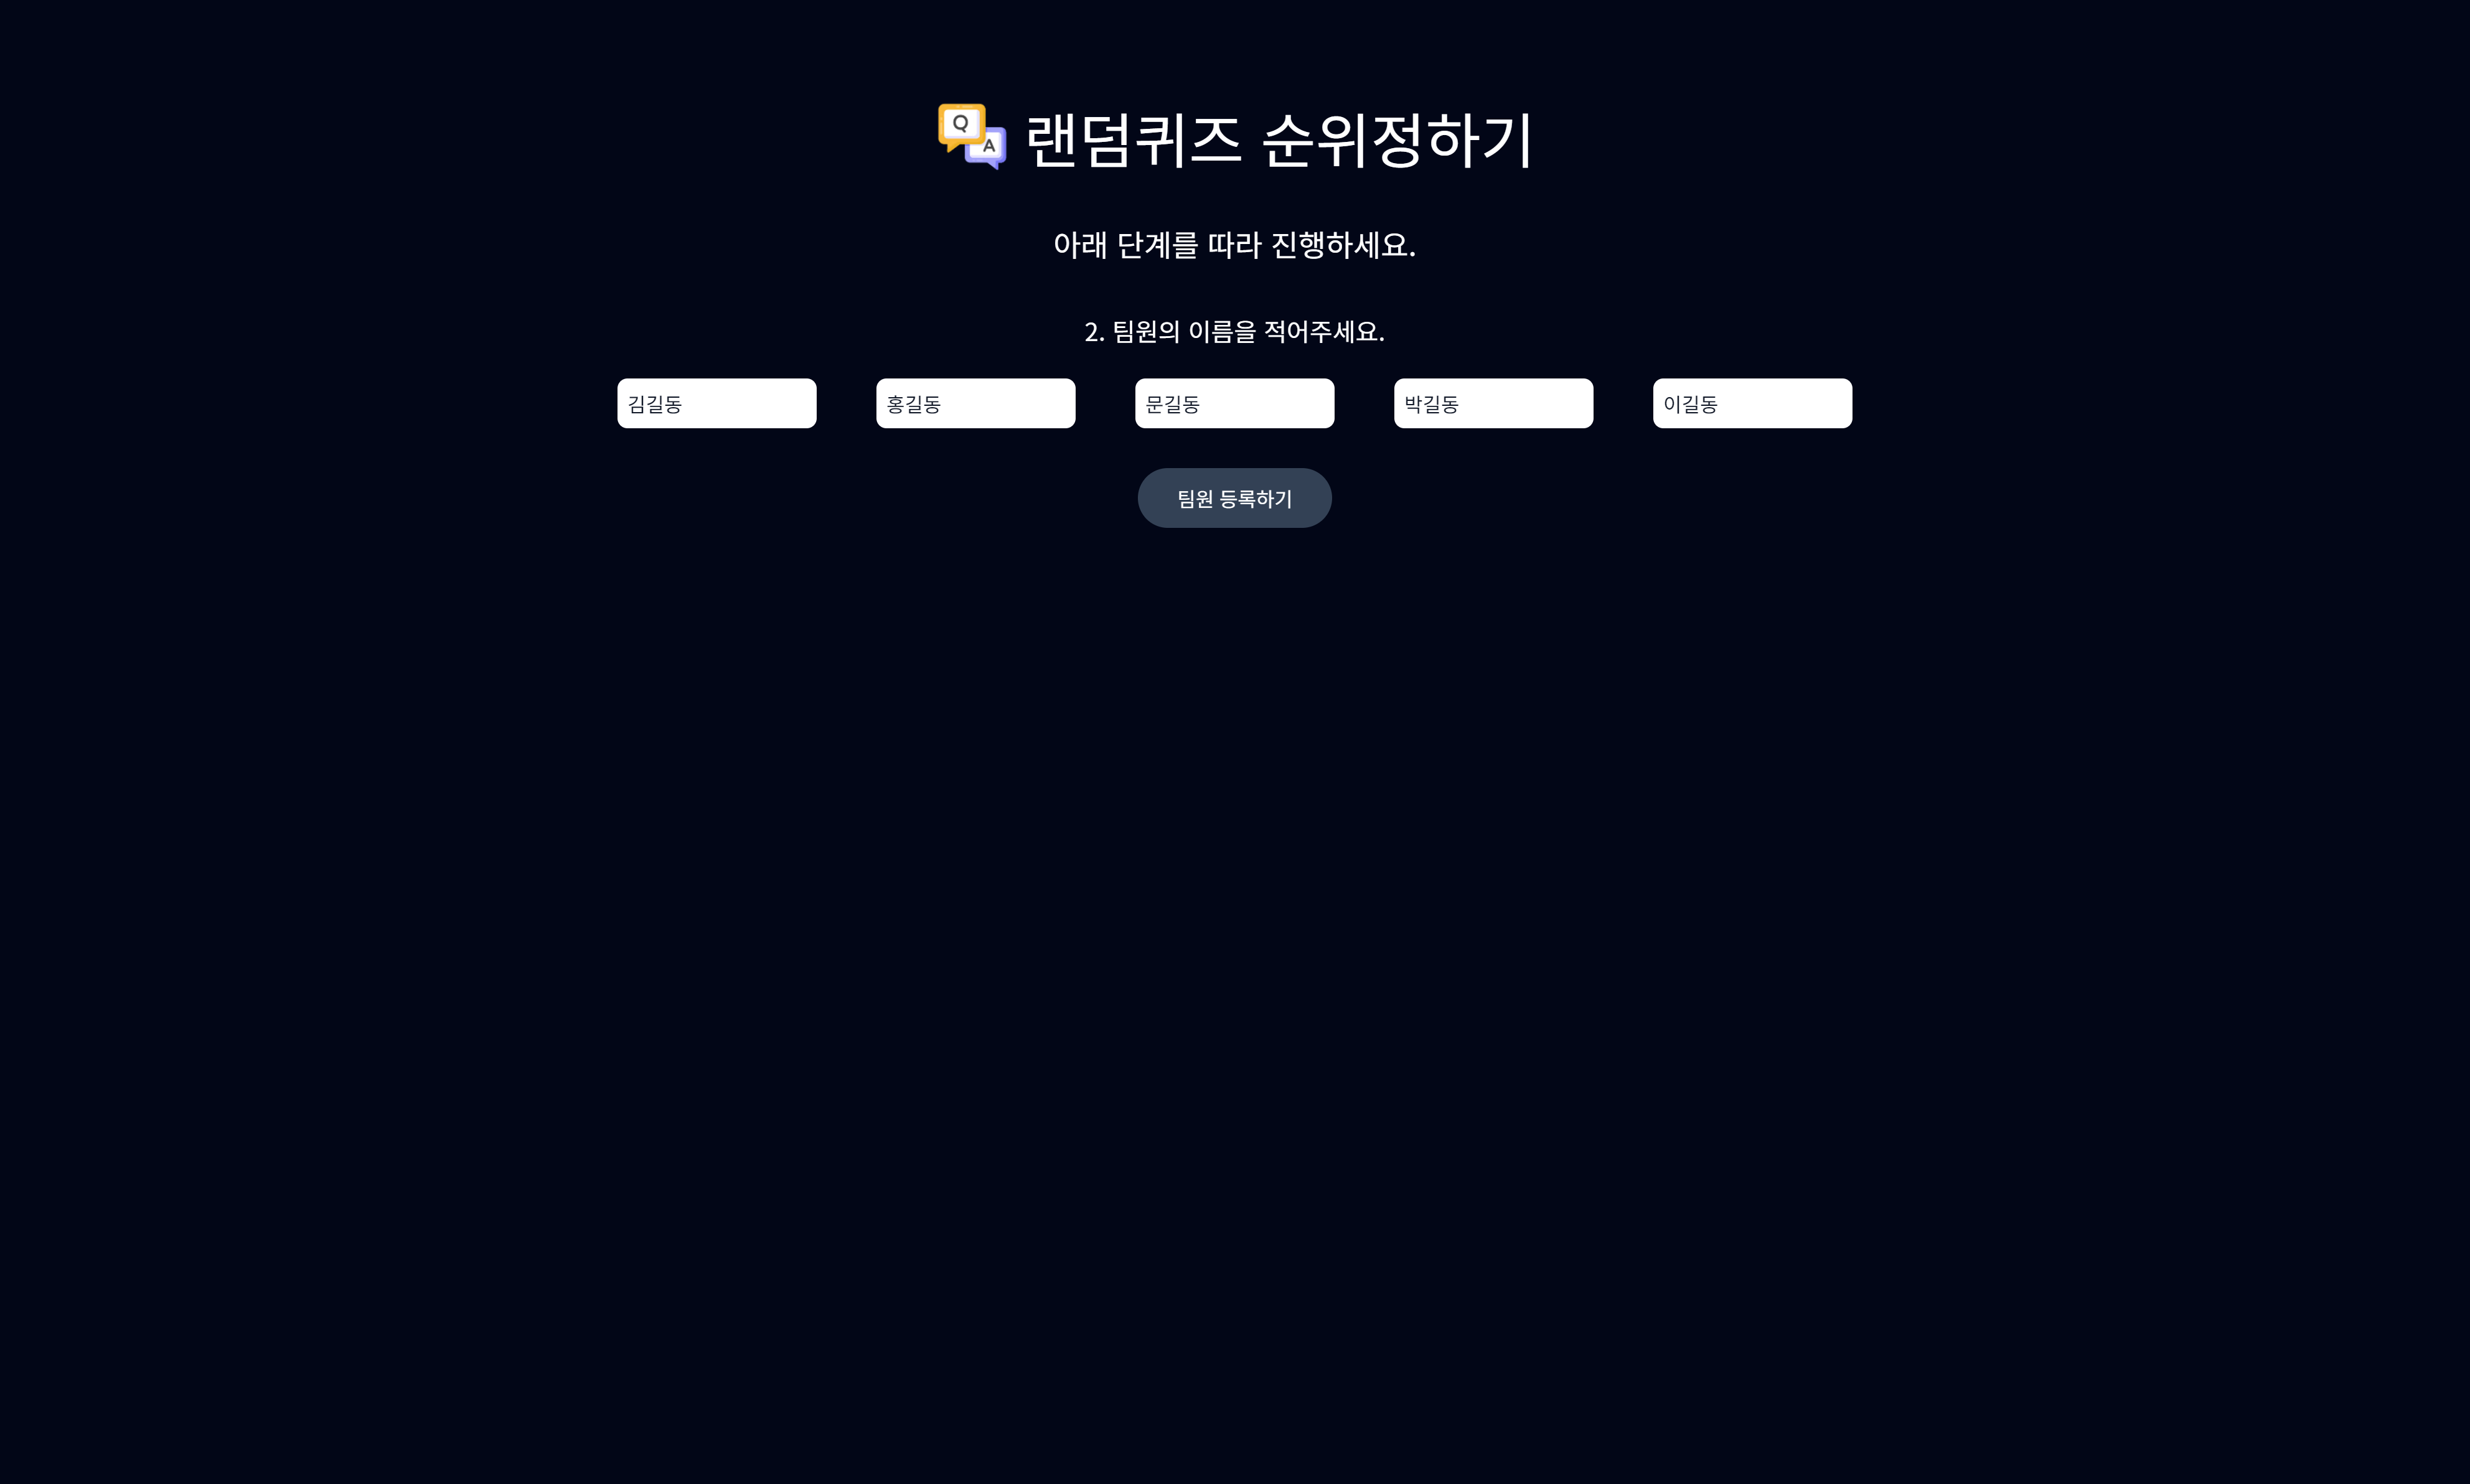 Q A 랜덤퀴즈 순위정하기
아래 단계를 따라 진행하세요.
2. 팀원의 이름을 적어주세요.
김길동 홍길동 문길동 박길동 이길동
팀원 등록하기